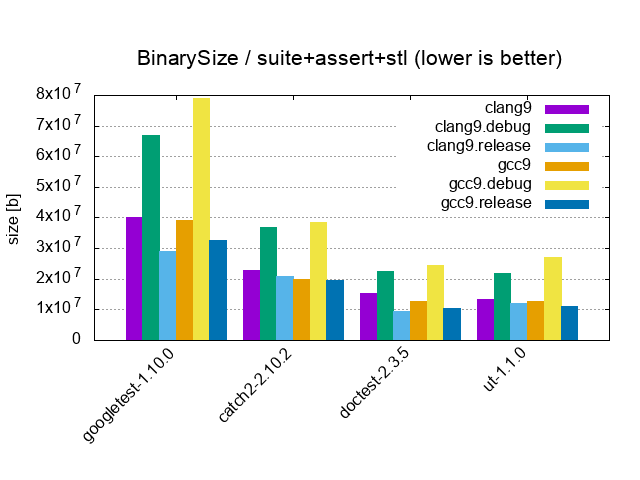 BinarySize / suite+assert+stl (lower is better)
size [b]
8x10^7
7x10^7
6x10^7
5x10^7
4x10^7
3x10^7
2x10^7
1x10^7
0
clang9
clang9.debug
clang9.release
gcc9
gcc9.debug
gcc9.release
googletest-1.10.0
catch2-2.10.2
doctest-2.3.5
ut-1.1.0